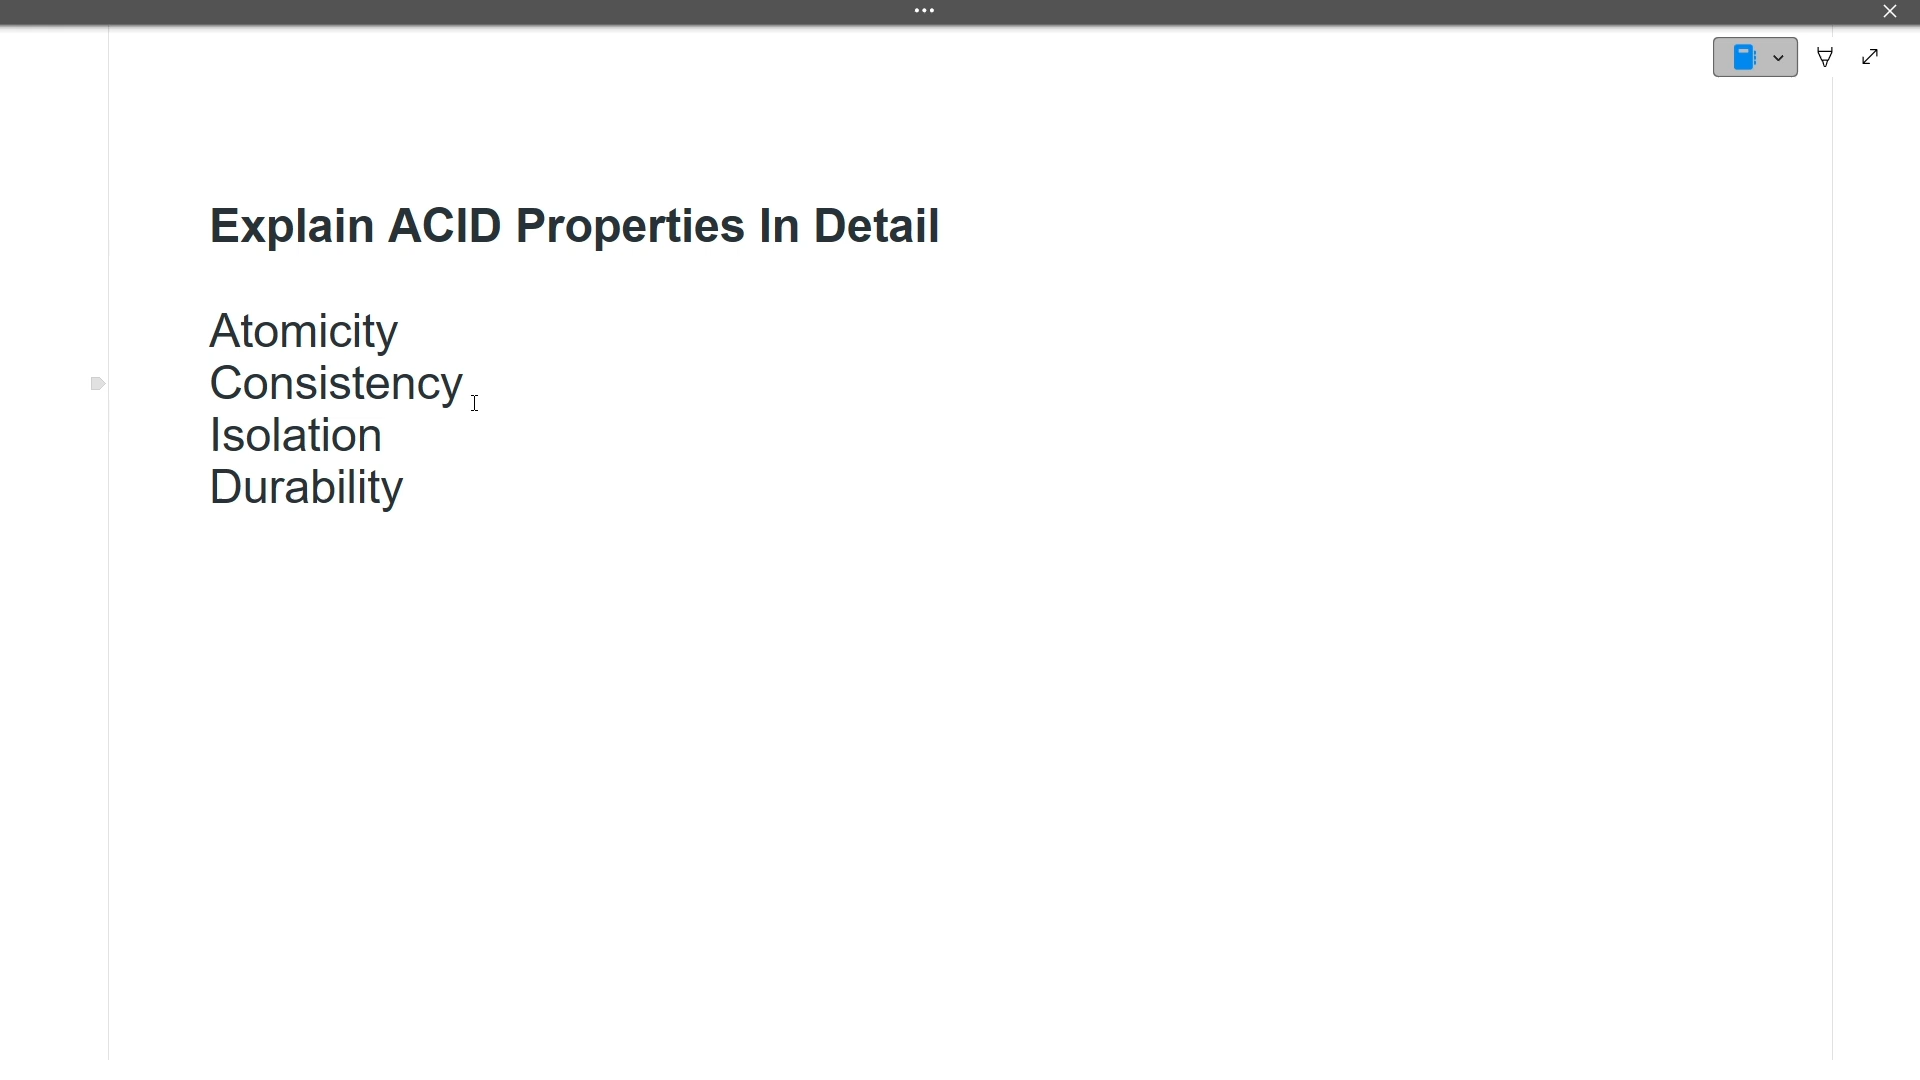 Explain ACID Properties In Detail
Atomicity
Consistency
Isolation
Durability